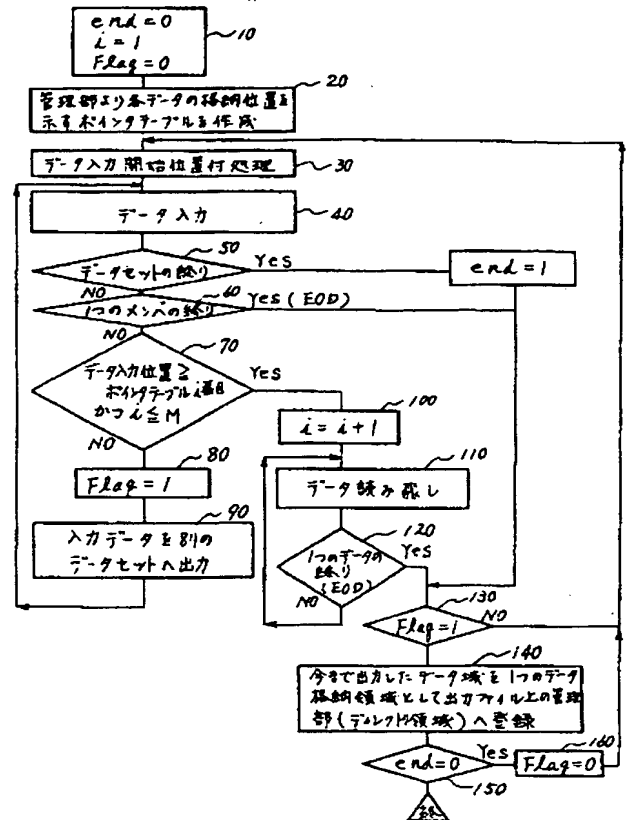 end=0
i=1
Flag=0
10
20
管理部より各データの格納位置を
示すポインタテーブルを作成
データ入力開始位置付処理
30
データ入力
40
50
データセットの終り
Yes
end=1
NO
60
1つのメンバの終り
Yes(EOD)
NO
70
データ入力位置≧
ポインタテーブルi番目
かつi≦M
Yes
NO
100
i=i+1
80
Flag=1
110
データ読み飛し
90
入力データを別の
データセットへ出力
120
1つのデータの
終り
(EOD)
Yes
NO
130
Flag=1
NO
140
今まで出力したデータ域を1つのデータ
格納領域として出力ファイル上の管理
部(ディレクトリ領域)へ登録
end=0
Yes
160
Flag=0
150